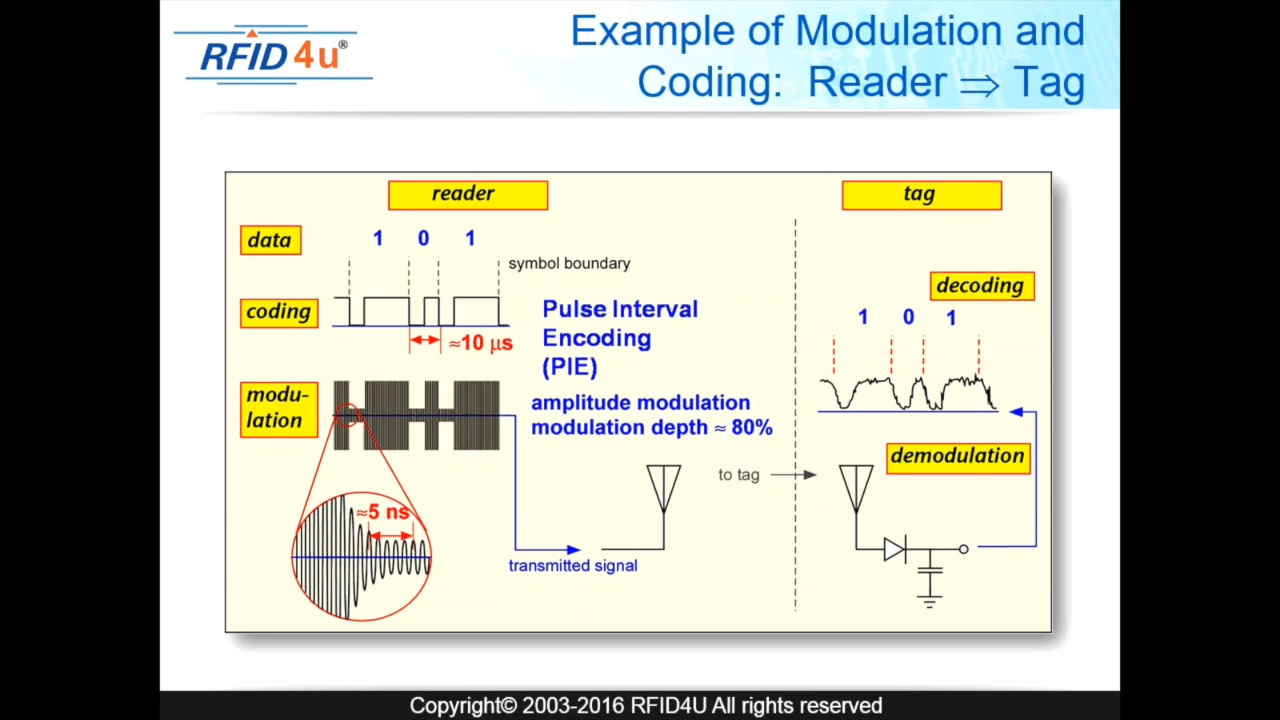 RFID4u®
Example of Modulation and
Coding: Reader ⇒ Tag
reader
tag
data
1 0 1
symbol boundary
coding
≈10 μs
Pulse Interval
Encoding
(PIE)
decoding
1 0 1
modu-
lation
amplitude modulation
modulation depth ≈ 80%
demodulation
to tag
≈5 ns
transmitted signal
Copyright© 2003-2016 RFID4U All rights reserved